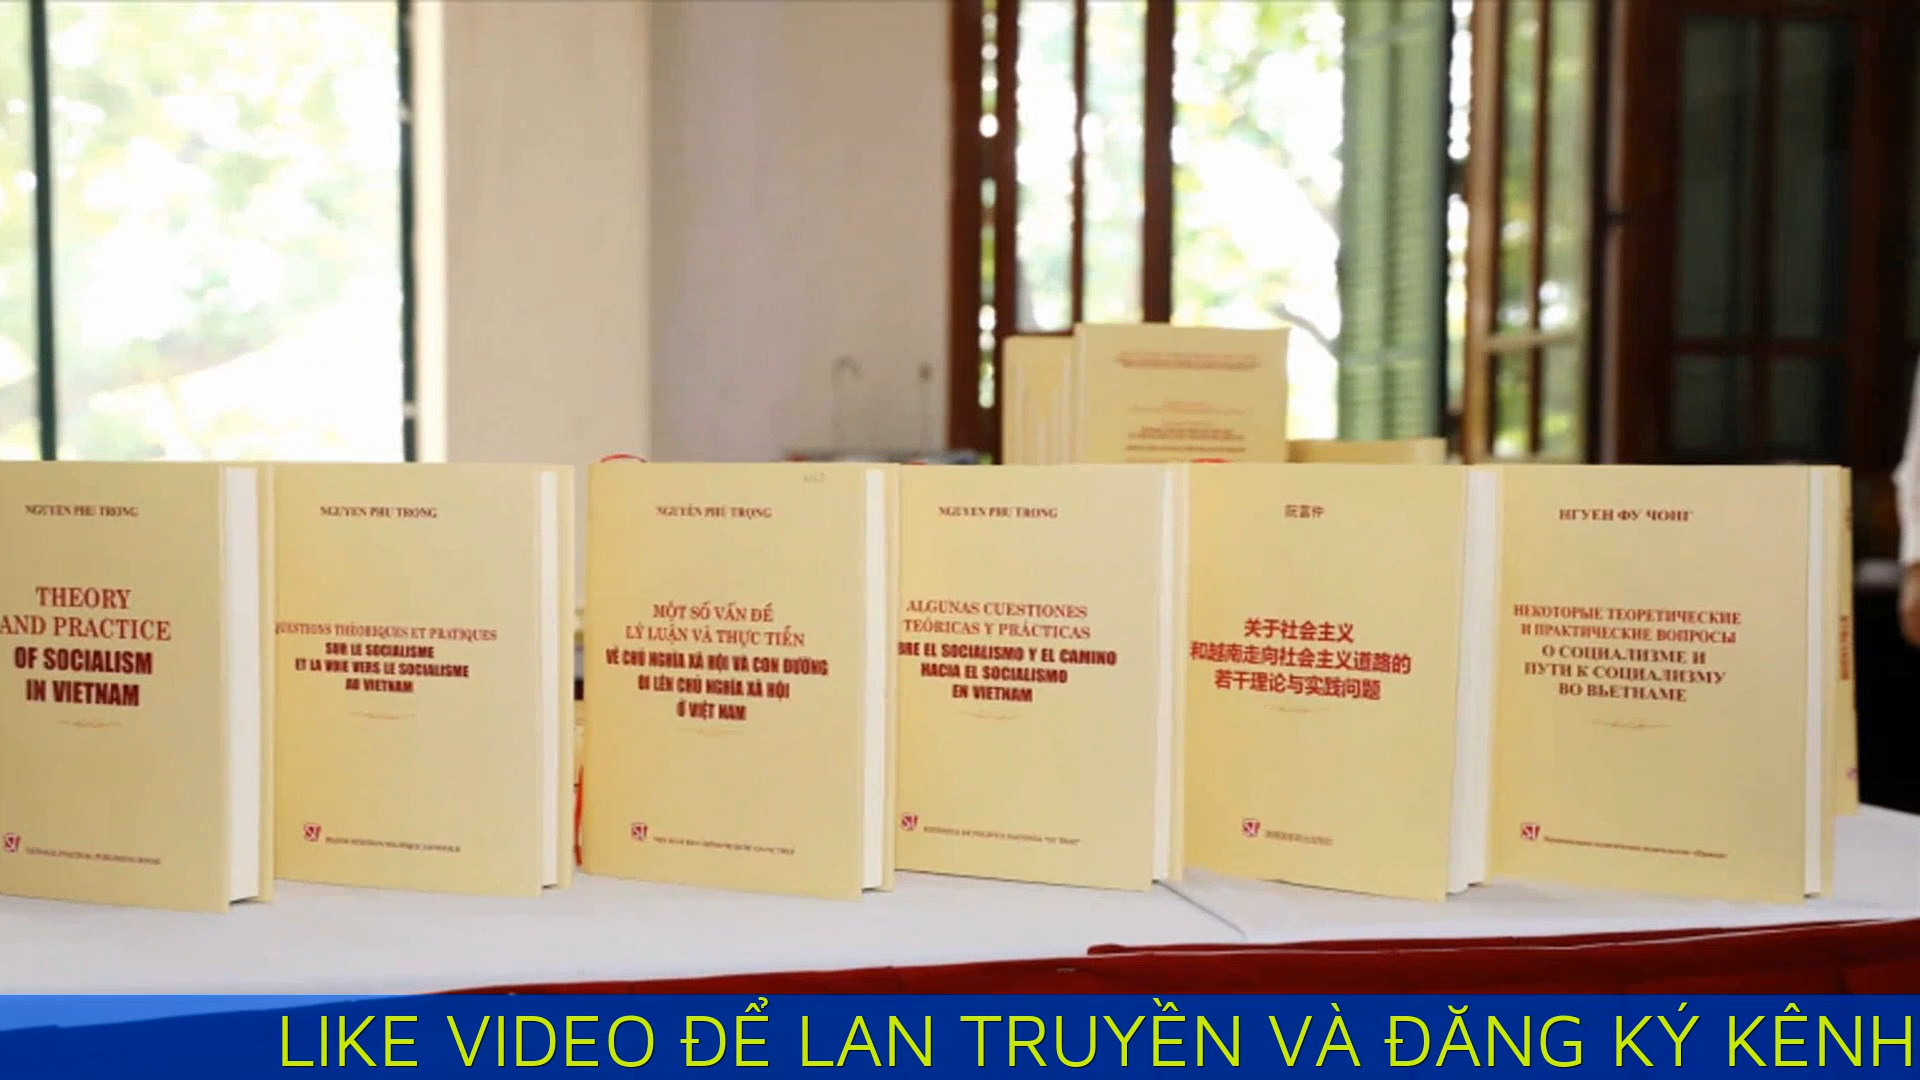 NGUYEN PHU TRONG
THEORY
AND PRACTICE
OF SOCIALISM
IN VIETNAM
NGUYEN PHU TRONG
QUESTIONS THÉORIQUES ET PRATIQUES
SUR LE SOCIALISME
ET LA VOIE VERS LE SOCIALISME
AU VIETNAM
NGUYỄN PHÚ TRỌNG
MỘT SỐ VẤN ĐỀ
LÝ LUẬN VÀ THỰC TIỄN
VỀ CHỦ NGHĨA XÃ HỘI VÀ CON ĐƯỜNG
ĐI LÊN CHỦ NGHĨA XÃ HỘI
Ở VIỆT NAM
NGUYEN PHU TRONG
ALGUNAS CUESTIONES
TEÓRICAS Y PRÁCTICAS
BRE EL SOCIALISMO Y EL CAMINO
HACIA EL SOCIALISMO
EN VIETNAM
阮富仲
关于社会主义
和越南走向社会主义道路的
若干理论与实践问题
НГУЕН ФУ ЧОНГ
НЕКОТОРЫЕ ТЕОРЕТИЧЕСКИЕ
И ПРАКТИЧЕСКИЕ ВОПРОСЫ
О СОЦИАЛИЗМЕ И
ПУТИ К СОЦИАЛИЗМУ
ВО ВЬЕТНАМЕ
LIKE VIDEO ĐỂ LAN TRUYỀN VÀ ĐĂNG KÝ KÊNH